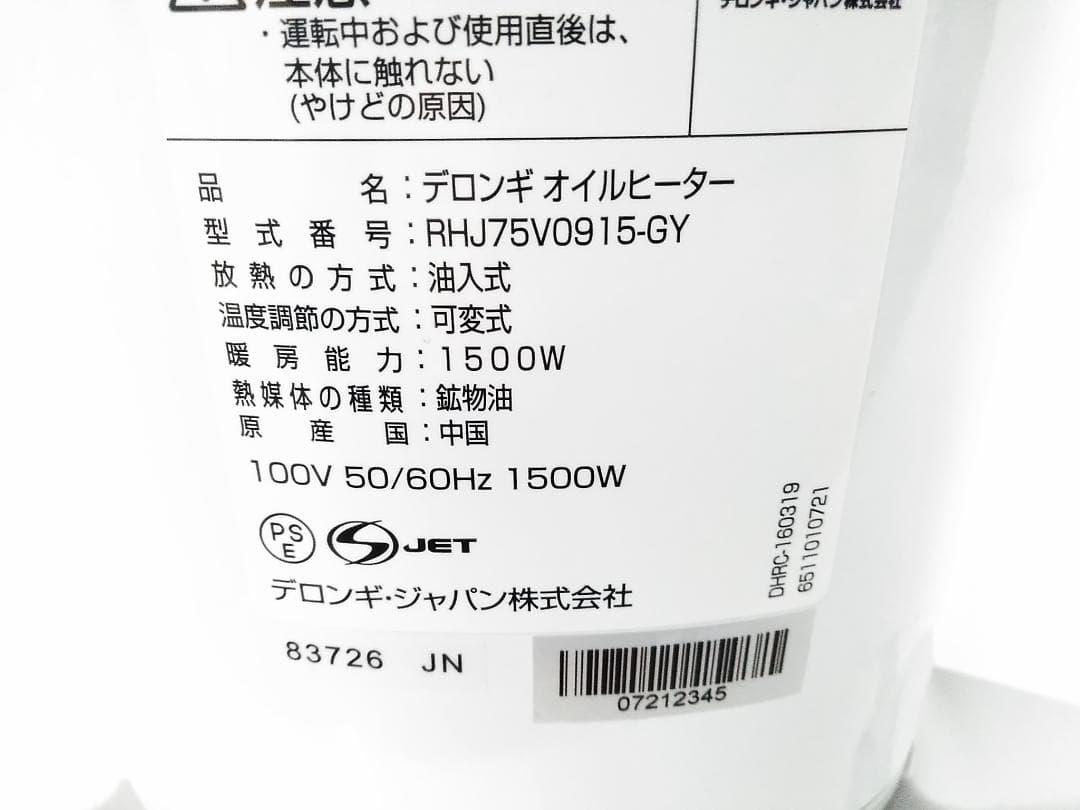 注意
デロンギ・ジャパン株式会社
・運転中および使用直後は、
本体に触れない
(やけどの原因)
品名：デロンギ オイルヒーター
型式番号：RHJ75V0915-GY
放熱の方式：油入式
温度調節の方式：可変式
暖房能力：1500W
熱媒体の種類：鉱物油
原産国：中国
100V 50/60Hz 1500W
PSE
JET
デロンギ・ジャパン株式会社
DHRC-160319
6511010721
83726 JN
07212345